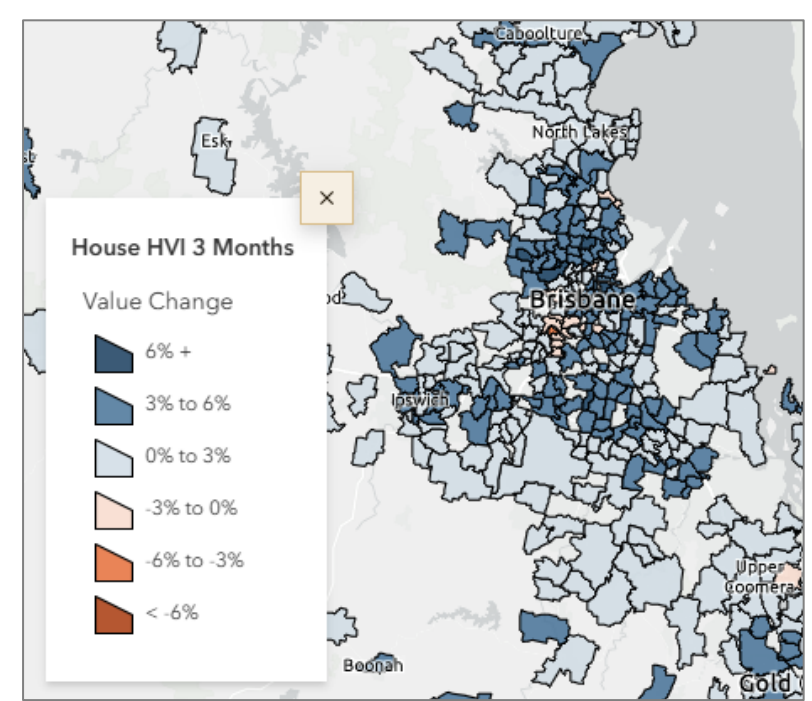 Caboolture
North Lakes
Esk
st
×
House HVI 3 Months
Value Change
6% +
3% to 6%
0% to 3%
-3% to 0%
-6% to -3%
< -6%
Brisbane
Ipswich
Upper
Coomera
Boonah
Gold